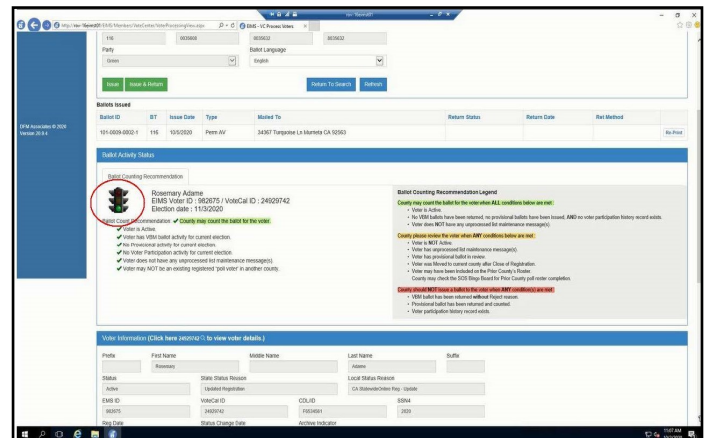 EIMS - VC Process Voters
116
Party
Ballot Language
Green
English
Issue
Issue & Return
Return To Search
Refresh
Ballots Issued
Ballot ID
BT
Issue Date
Type
Mailed To
Return Status
Return Date
Ret Method
101-0009-0002-1
116
10/5/2020
Perm AV
34367 Turquoise Ln Murrieta CA 92563
Re-Print
DFM Associates © 2020
Version 20.9.4
Ballot Activity Status
Ballot Counting Recommendation
Rosemary Adame
EIMS Voter ID : 982675 / VoteCal ID : 24929742
Election date : 11/3/2020
Ballot Count Recommendation: ✔ County may count the ballot for the voter.
✔ Voter is Active.
✔ Voter has VBM ballot activity for current election.
✔ No Provisional activity for current election.
✔ No Voter Participation activity for current election.
✔ Voter does not have any unprocessed list maintenance message(s).
✔ Voter may NOT be an existing registered 'poll voter' in another county.
Ballot Counting Recommendation Legend
County may count the ballot for the voter when ALL conditions below are met :
• Voter is Active.
• No VBM ballots have been returned, no provisional ballots have been issued, AND no voter participation history record exists.
• Voter does NOT have any unprocessed list maintenance message(s).
County please review the voter when ANY conditions below are met :
• Voter is NOT Active.
• Voter has unprocessed list maintenance message(s).
• Voter has provisional ballot in review.
• Voter was Moved to current county after Close of Registration.
• Voter may have been included on the Prior County's Roster.
County may check the SOS Blogs Board for Prior County poll roster completion.
County should NOT issue a ballot to the voter when ANY condition(s) are met :
• VBM ballot has been returned without Reject reason.
• Provisional ballot has been returned and counted.
• Voter participation history record exists.
Voter Information (Click here 24929742 to view voter details.)
Prefix
First Name
Middle Name
Last Name
Suffix
Rosemary
Adame
Status
State Status Reason
Local Status Reason
Active
Updated Registration
CA StatewideOnline Reg - Update
EMS ID
VoteCal ID
CDL/ID
SSN4
982675
24929742
2020
Reg Date
Status Change Date
Archive Indicator
11:07 AM